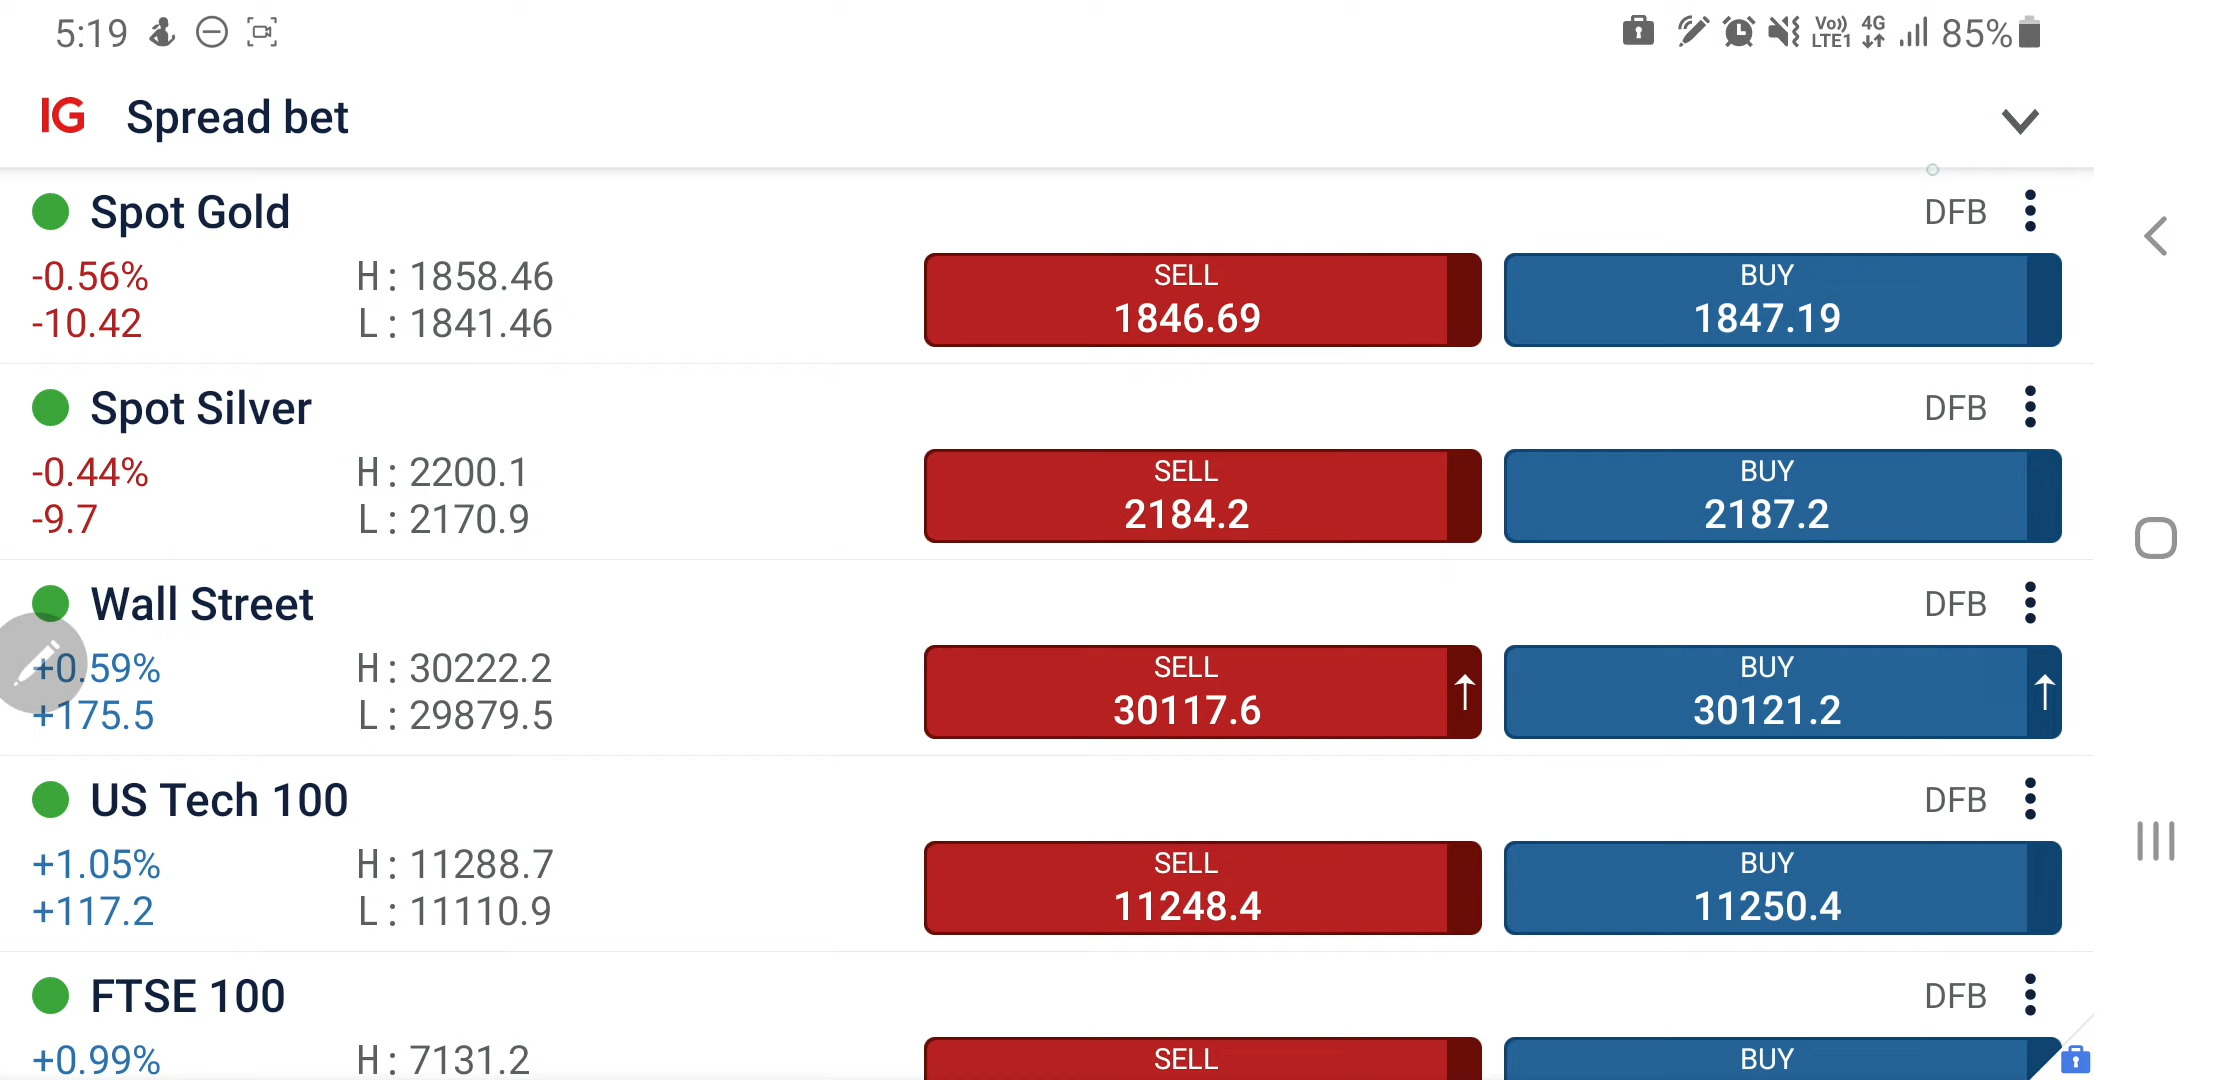 5:19 Vo)) LTE1 4G 85%
IG Spread bet
Spot Gold DFB
-0.56% H: 1858.46 SELL BUY
-10.42 L: 1841.46 1846.69 1847.19
Spot Silver DFB
-0.44% H: 2200.1 SELL BUY
-9.7 L: 2170.9 2184.2 2187.2
Wall Street DFB
+0.59% H: 30222.2 SELL BUY
+175.5 L: 29879.5 30117.6 30121.2
US Tech 100 DFB
+1.05% H: 11288.7 SELL BUY
+117.2 L: 11110.9 11248.4 11250.4
FTSE 100 DFB
+0.99% H: 7131.2 SELL BUY